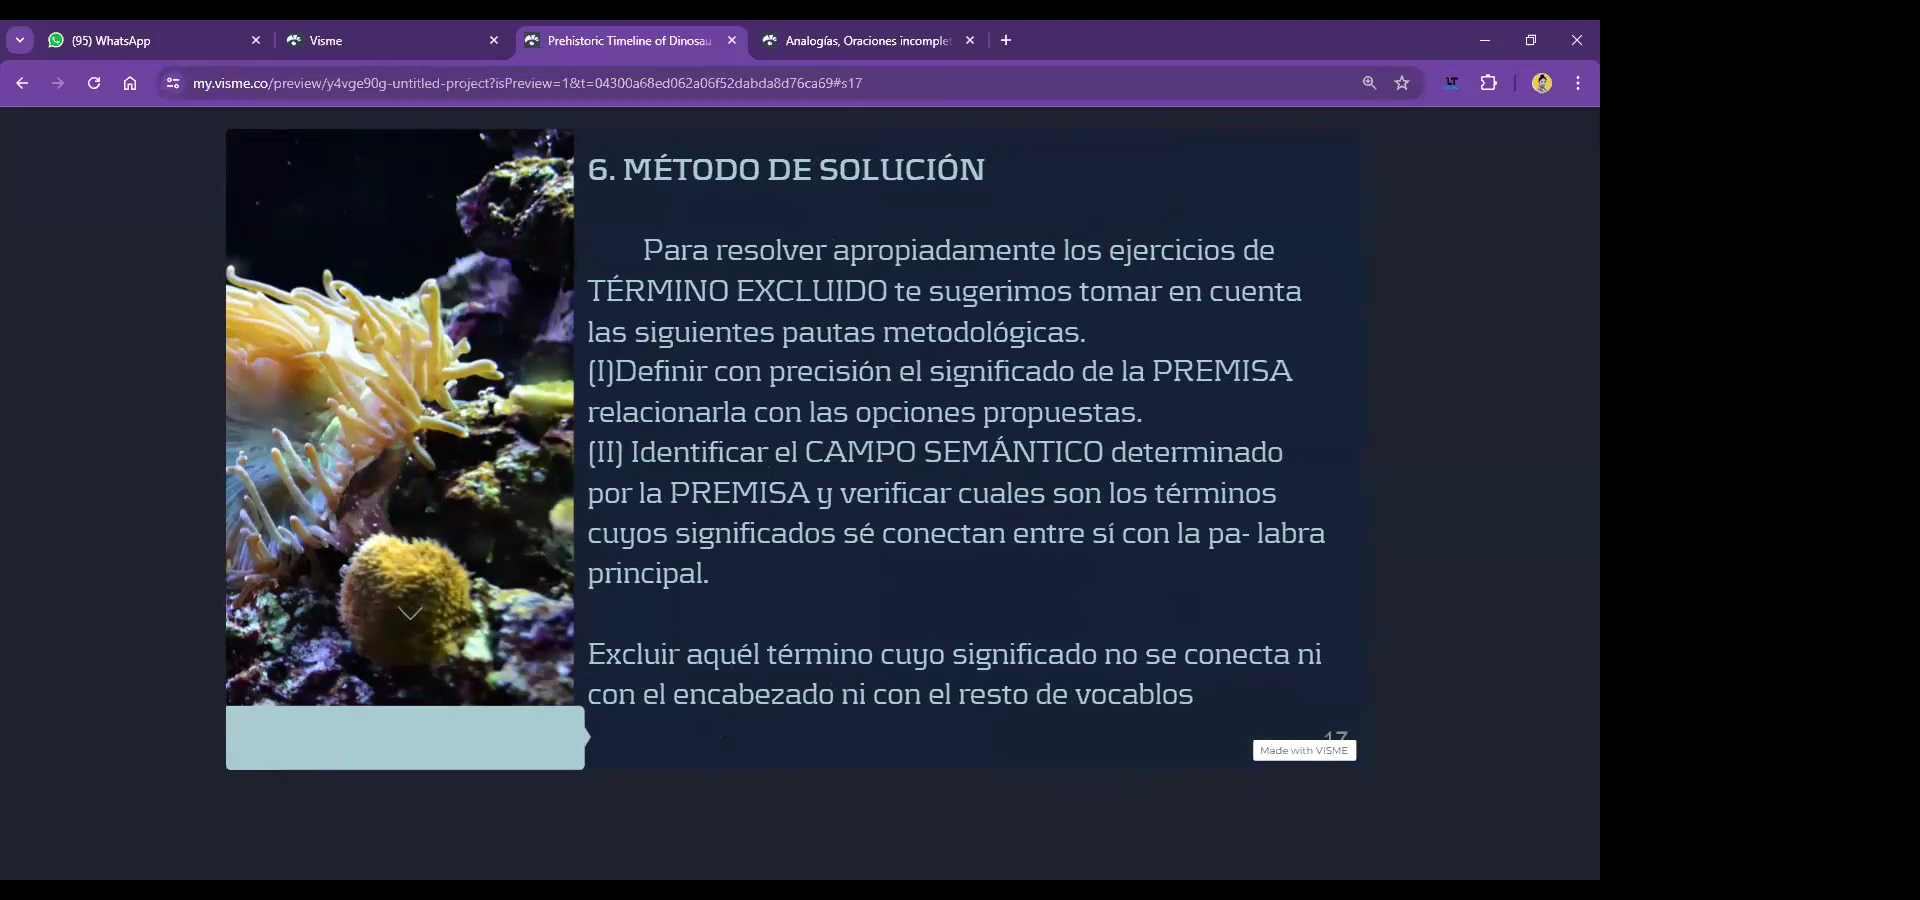 (95) WhatsApp
Visme
Prehistoric Timeline of Dinosau
Analogías, Oraciones incomplet
my.visme.co/preview/y4vge90g-untitled-project?isPreview=1&t=04300a68ed062a06f52dabda8d76ca69#s17
LT
6. MÉTODO DE SOLUCIÓN
Para resolver apropiadamente los ejercicios de
TÉRMINO EXCLUIDO te sugerimos tomar en cuenta
las siguientes pautas metodológicas.
(I)Definir con precisión el significado de la PREMISA
relacionarla con las opciones propuestas.
(II) Identificar el CAMPO SEMÁNTICO determinado
por la PREMISA y verificar cuales son los términos
cuyos significados sé conectan entre sí con la pa- labra
principal.
Excluir aquél término cuyo significado no se conecta ni
con el encabezado ni con el resto de vocablos
17
Made with VISME